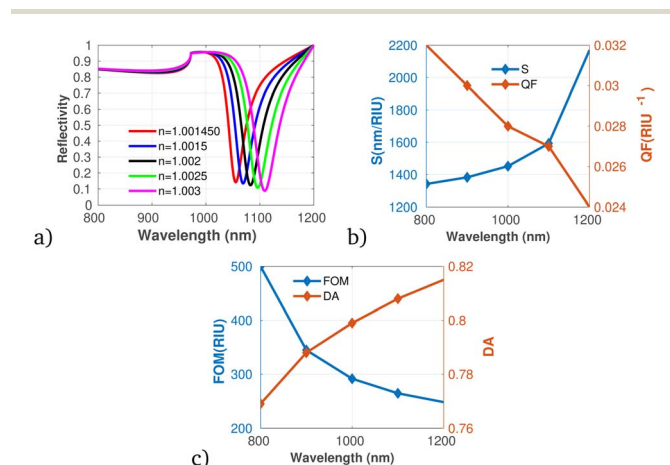 1
0.9
0.8
0.7
0.6
0.5
0.4
0.3
0.2
0.1
0
Reflectivity
n=1.001450
n=1.0015
n=1.002
n=1.0025
n=1.003
800 900 1000 1100 1200
Wavelength (nm)
a)
2200
2000
1800
1600
1400
1200
S(nm/RIU)
S
QF
0.032
0.03
0.028
0.026
0.024
QF(RIU -1)
800 900 1000 1100 1200
Wavelength (nm)
b)
500
400
300
200
FOM(RIU)
FOM
DA
0.82
0.8
0.78
0.76
DA
800 1000 1200
Wavelength (nm)
c)